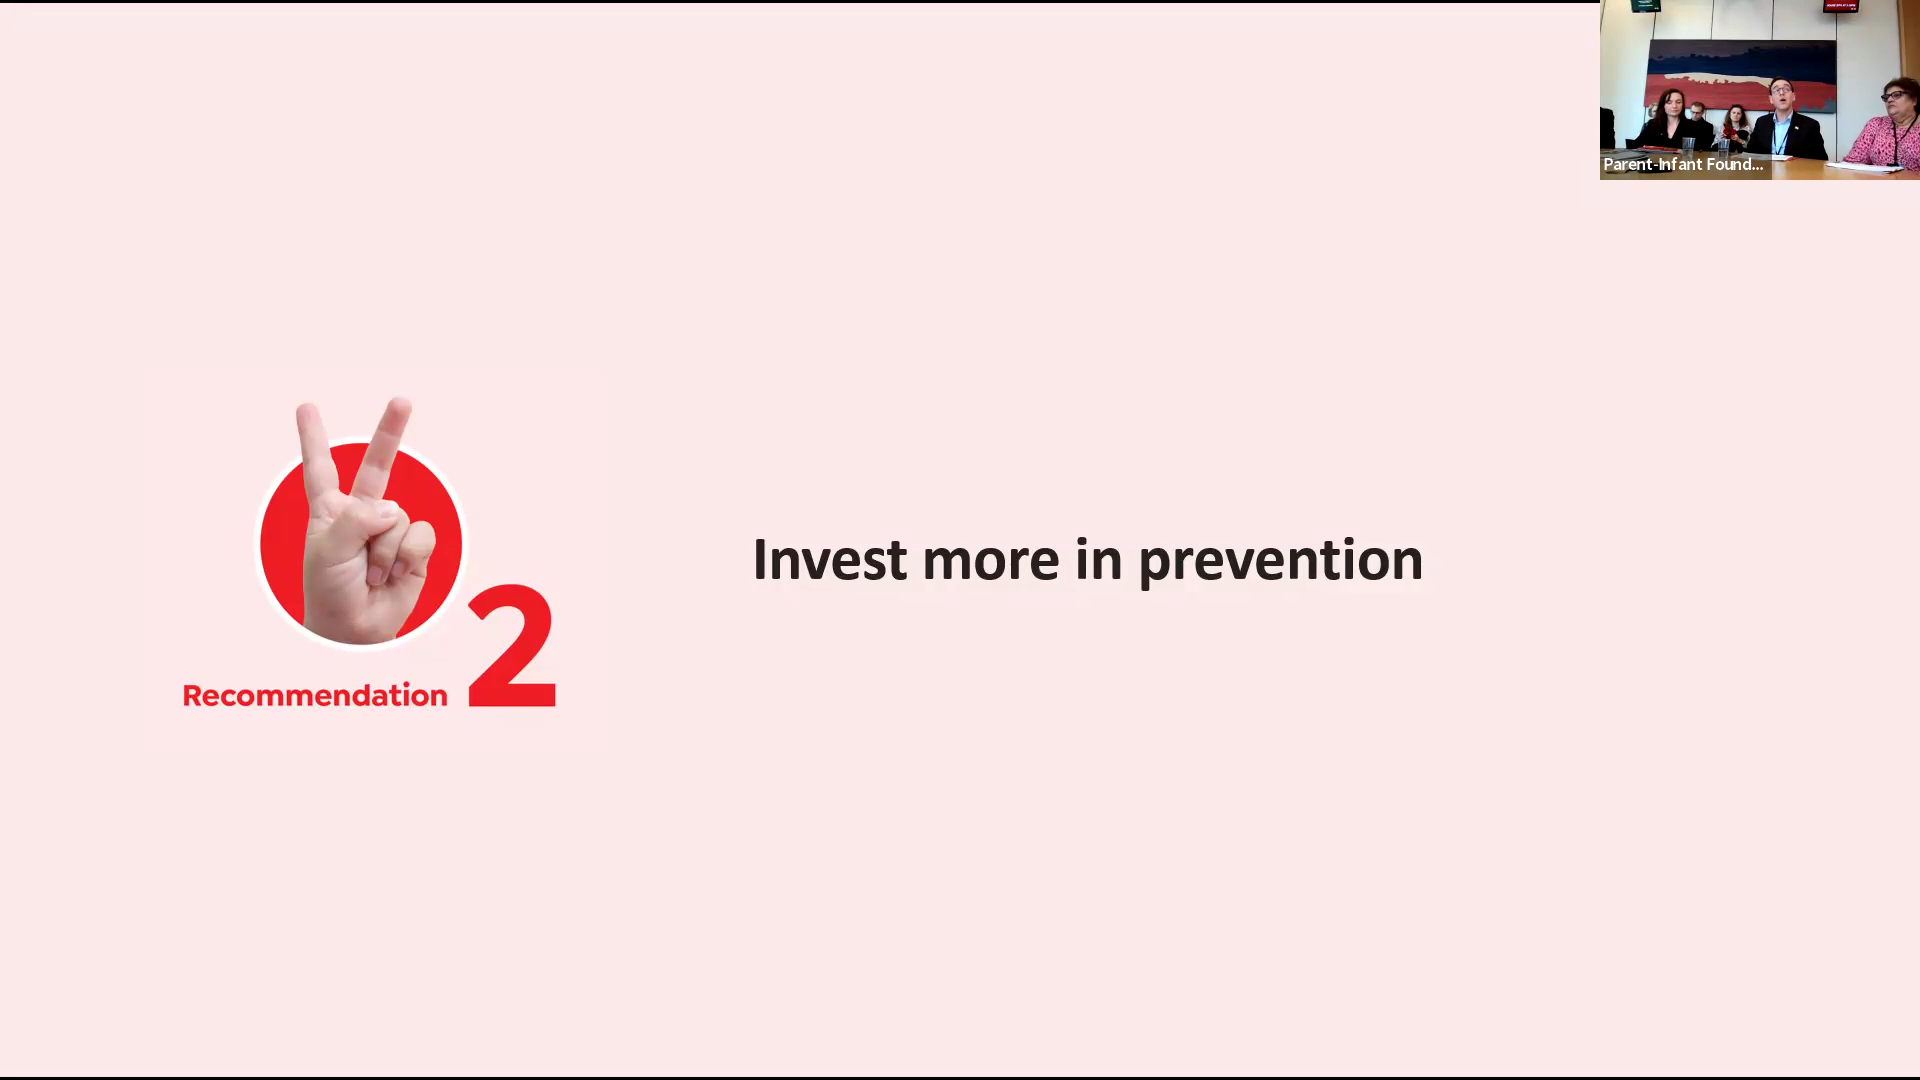 Parent-Infant Found...
Invest more in prevention
Recommendation 2